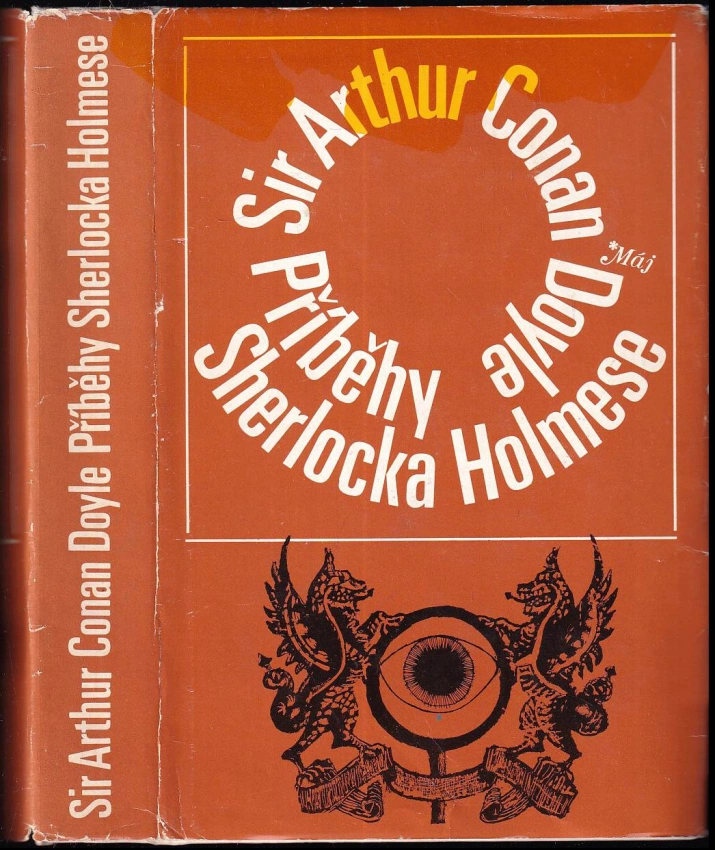 Sir Arthur Conan Doyle Příběhy Sherlocka Holmese
Sir Arthur Conan Doyle
Příběhy
Sherlocka Holmese
*Máj